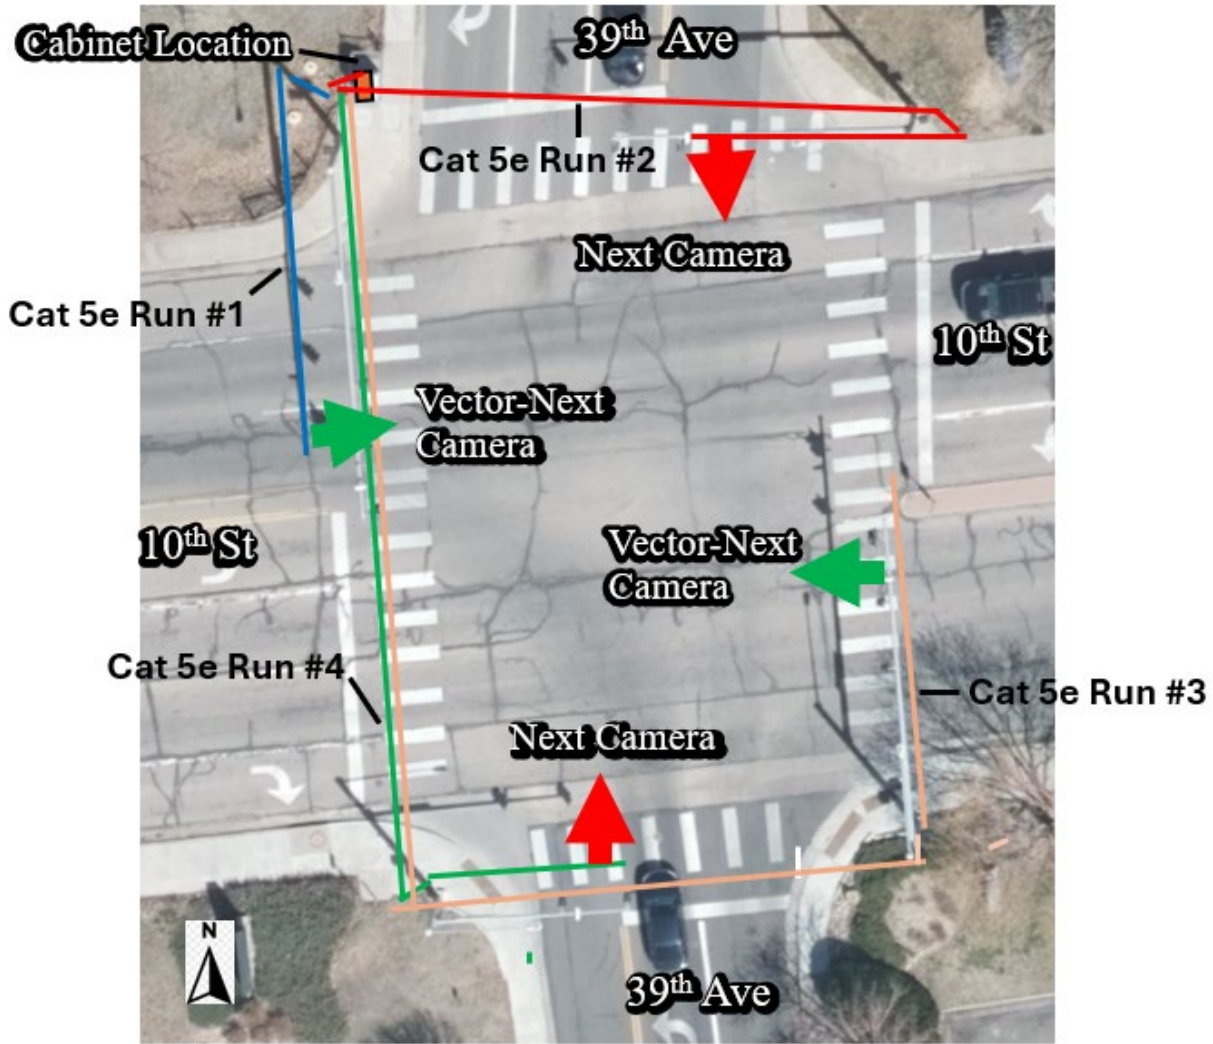 Cabinet Location
39th Ave
Cat 5e Run #2
Next Camera
Cat 5e Run #1
10th St
Vector-Next
Camera
10th St
Vector-Next
Camera
Cat 5e Run #4
Cat 5e Run #3
Next Camera
N
39th Ave